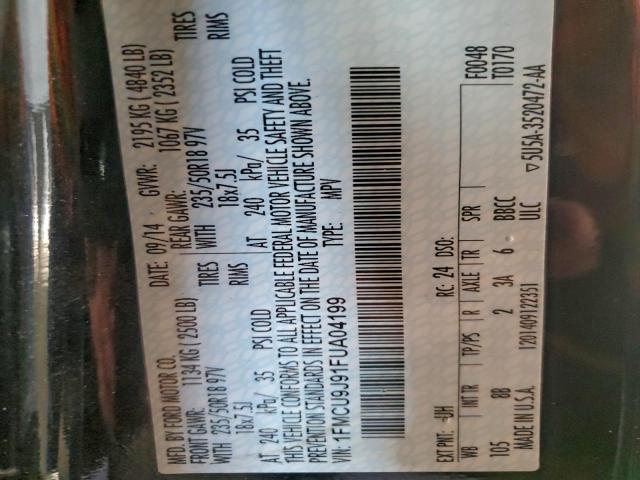 MFD. BY FORD MOTOR CO.
DATE: 09/14 GVWR: 2195 KG ( 4840 LB)
FRONT GAWR: 1134 KG ( 2500 LB) REAR GAWR: 1067 KG ( 2352 LB)
WITH 235/50R18 97V TIRES WITH 235/50R18 97V TIRES
18x7.5J RIMS 18x7.5J RIMS
AT 240 kPa/ 35 PSI COLD AT 240 kPa/ 35 PSI COLD
THIS VEHICLE CONFORMS TO ALL APPLICABLE FEDERAL MOTOR VEHICLE SAFETY AND THEFT
PREVENTION STANDARDS IN EFFECT ON THE DATE OF MANUFACTURE SHOWN ABOVE.
VIN: 1FMCU9J91FUA04199 TYPE: MPV
F0048
EXT PNT: UH RC: 24 DSO: T0170
WB INT TR TP/PS R AXLE TR SPR
T05 8B 2 3A 6 BBCC
MADE IN U.S.A. 120140912235 1 ULC ▽5U5A-3520472-AA